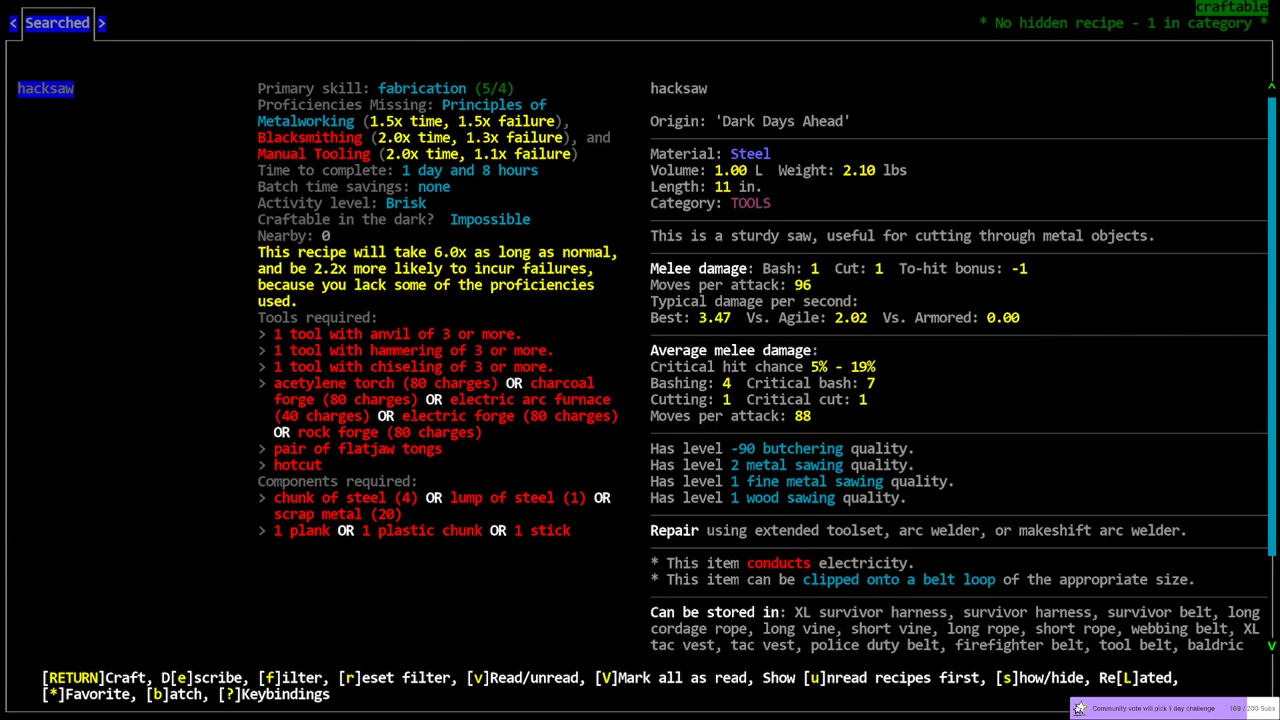 craftable
< Searched >
* No hidden recipe - 1 in category *
hacksaw
Primary skill: fabrication (5/4)
Proficiencies Missing: Principles of
Metalworking (1.5x time, 1.5x failure),
Blacksmithing (2.0x time, 1.3x failure), and
Manual Tooling (2.0x time, 1.1x failure)
Time to complete: 1 day and 8 hours
Batch time savings: none
Activity level: Brisk
Craftable in the dark? Impossible
Nearby: 0
This recipe will take 6.0x as long as normal,
and be 2.2x more likely to incur failures,
because you lack some of the proficiencies
used.
Tools required:
> 1 tool with anvil of 3 or more.
> 1 tool with hammering of 3 or more.
> 1 tool with chiseling of 3 or more.
> acetylene torch (80 charges) OR charcoal
forge (80 charges) OR electric arc furnace
(40 charges) OR electric forge (80 charges)
OR rock forge (80 charges)
> pair of flatjaw tongs
> hotcut
Components required:
> chunk of steel (4) OR lump of steel (1) OR
scrap metal (20)
> 1 plank OR 1 plastic chunk OR 1 stick
hacksaw
Origin: 'Dark Days Ahead'
Material: Steel
Volume: 1.00 L Weight: 2.10 lbs
Length: 11 in.
Category: TOOLS
This is a sturdy saw, useful for cutting through metal objects.
Melee damage: Bash: 1 Cut: 1 To-hit bonus: -1
Moves per attack: 96
Typical damage per second:
Best: 3.47 Vs. Agile: 2.02 Vs. Armored: 0.00
Average melee damage:
Critical hit chance 5% - 19%
Bashing: 4 Critical bash: 7
Cutting: 1 Critical cut: 1
Moves per attack: 88
Has level -90 butchering quality.
Has level 2 metal sawing quality.
Has level 1 fine metal sawing quality.
Has level 1 wood sawing quality.
Repair using extended toolset, arc welder, or makeshift arc welder.
* This item conducts electricity.
* This item can be clipped onto a belt loop of the appropriate size.
Can be stored in: XL survivor harness, survivor harness, survivor belt, long
cordage rope, long vine, short vine, long rope, short rope, webbing belt, XL
tac vest, tac vest, police duty belt, firefighter belt, tool belt, baldric
[RETURN]Craft, D[e]scribe, [f]ilter, [r]eset filter, [v]Read/unread, [V]Mark all as read, Show [u]nread recipes first, [s]how/hide, Re[L]ated,
[*]Favorite, [b]atch, [?]Keybindings
Community vote will pick 1 day challenge 169 / 200 Subs